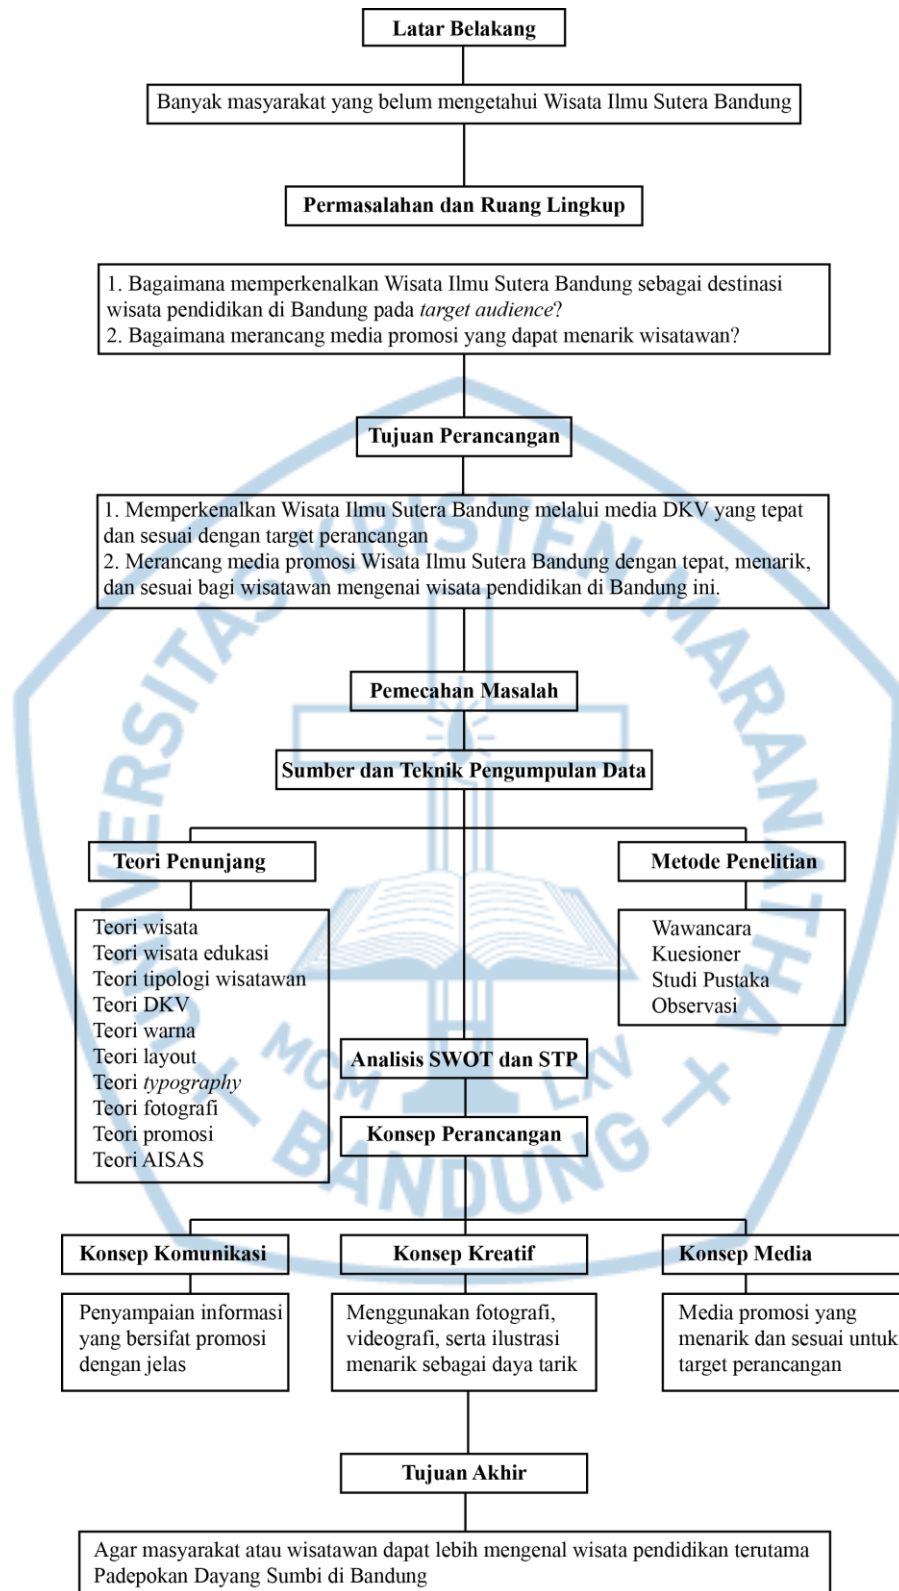 Latar Belakang
Banyak masyarakat yang belum mengetahui Wisata Ilmu Sutera Bandung
Permasalahan dan Ruang Lingkup
1. Bagaimana memperkenalkan Wisata Ilmu Sutera Bandung sebagai destinasi
wisata pendidikan di Bandung pada target audience?
2. Bagaimana merancang media promosi yang dapat menarik wisatawan?
Tujuan Perancangan
1. Memperkenalkan Wisata Ilmu Sutera Bandung melalui media DKV yang tepat
dan sesuai dengan target perancangan
2. Merancang media promosi Wisata Ilmu Sutera Bandung dengan tepat, menarik,
dan sesuai bagi wisatawan mengenai wisata pendidikan di Bandung ini.
Pemecahan Masalah
Sumber dan Teknik Pengumpulan Data
Teori Penunjang
Teori wisata
Teori wisata edukasi
Teori tipologi wisatawan
Teori DKV
Teori warna
Teori layout
Teori typography
Teori fotografi
Teori promosi
Teori AISAS
Metode Penelitian
Wawancara
Kuesioner
Studi Pustaka
Observasi
Analisis SWOT dan STP
Konsep Perancangan
Konsep Komunikasi
Penyampaian informasi
yang bersifat promosi
dengan jelas
Konsep Kreatif
Menggunakan fotografi,
videografi, serta ilustrasi
menarik sebagai daya tarik
Konsep Media
Media promosi yang
menarik dan sesuai untuk
target perancangan
Tujuan Akhir
Agar masyarakat atau wisatawan dapat lebih mengenal wisata pendidikan terutama
Padepokan Dayang Sumbi di Bandung
UNIVERSITAS KRISTEN MARANATHA
MCM LXV
BANDUNG